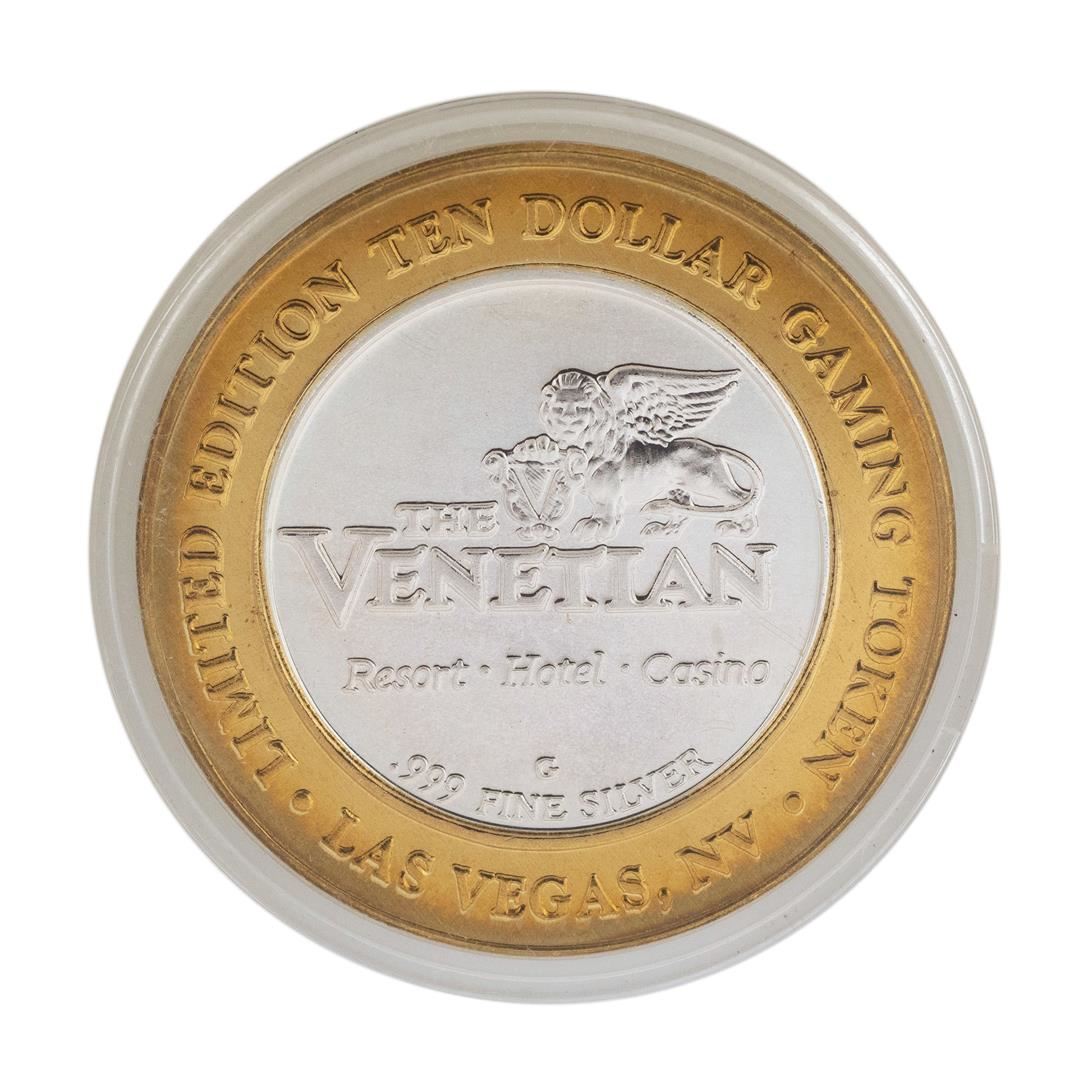 LIMITED EDITION TEN DOLLAR GAMING TOKEN
THE
V
VENETIAN
Resort · Hotel · Casino
G
.999 FINE SILVER
• LAS VEGAS, NV •